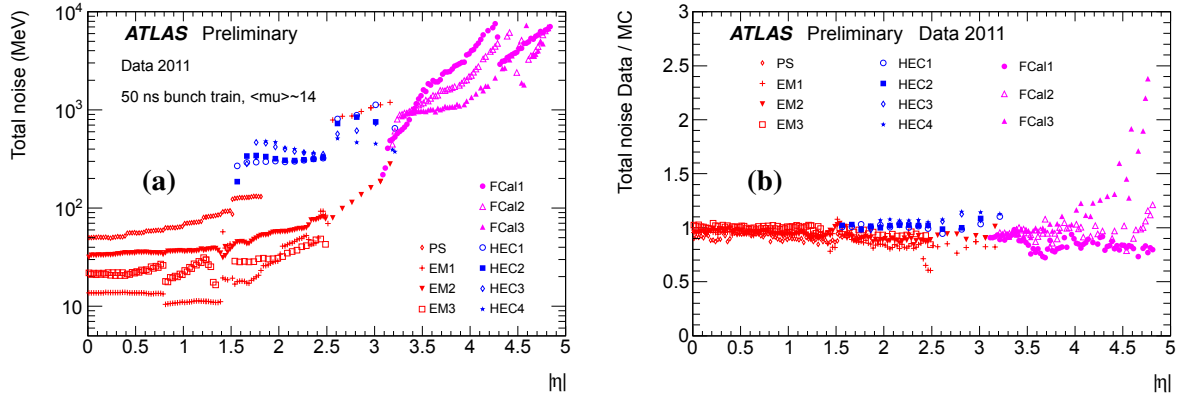 Total noise (MeV)
10^4
10^3
10^2
10
ATLAS Preliminary
Data 2011
50 ns bunch train, <mu>~14
(a)
FCal1
FCal2
FCal3
PS HEC1
EM1 HEC2
EM2 HEC3
EM3 HEC4
0 0.5 1 1.5 2 2.5 3 3.5 4 4.5 5
|η|
Total noise Data / MC
3
2.5
2
1.5
1
0.5
0
ATLAS Preliminary Data 2011
PS HEC1 FCal1
EM1 HEC2
EM2 HEC3 FCal2
EM3 HEC4 FCal3
(b)
0 0.5 1 1.5 2 2.5 3 3.5 4 4.5 5
|η|